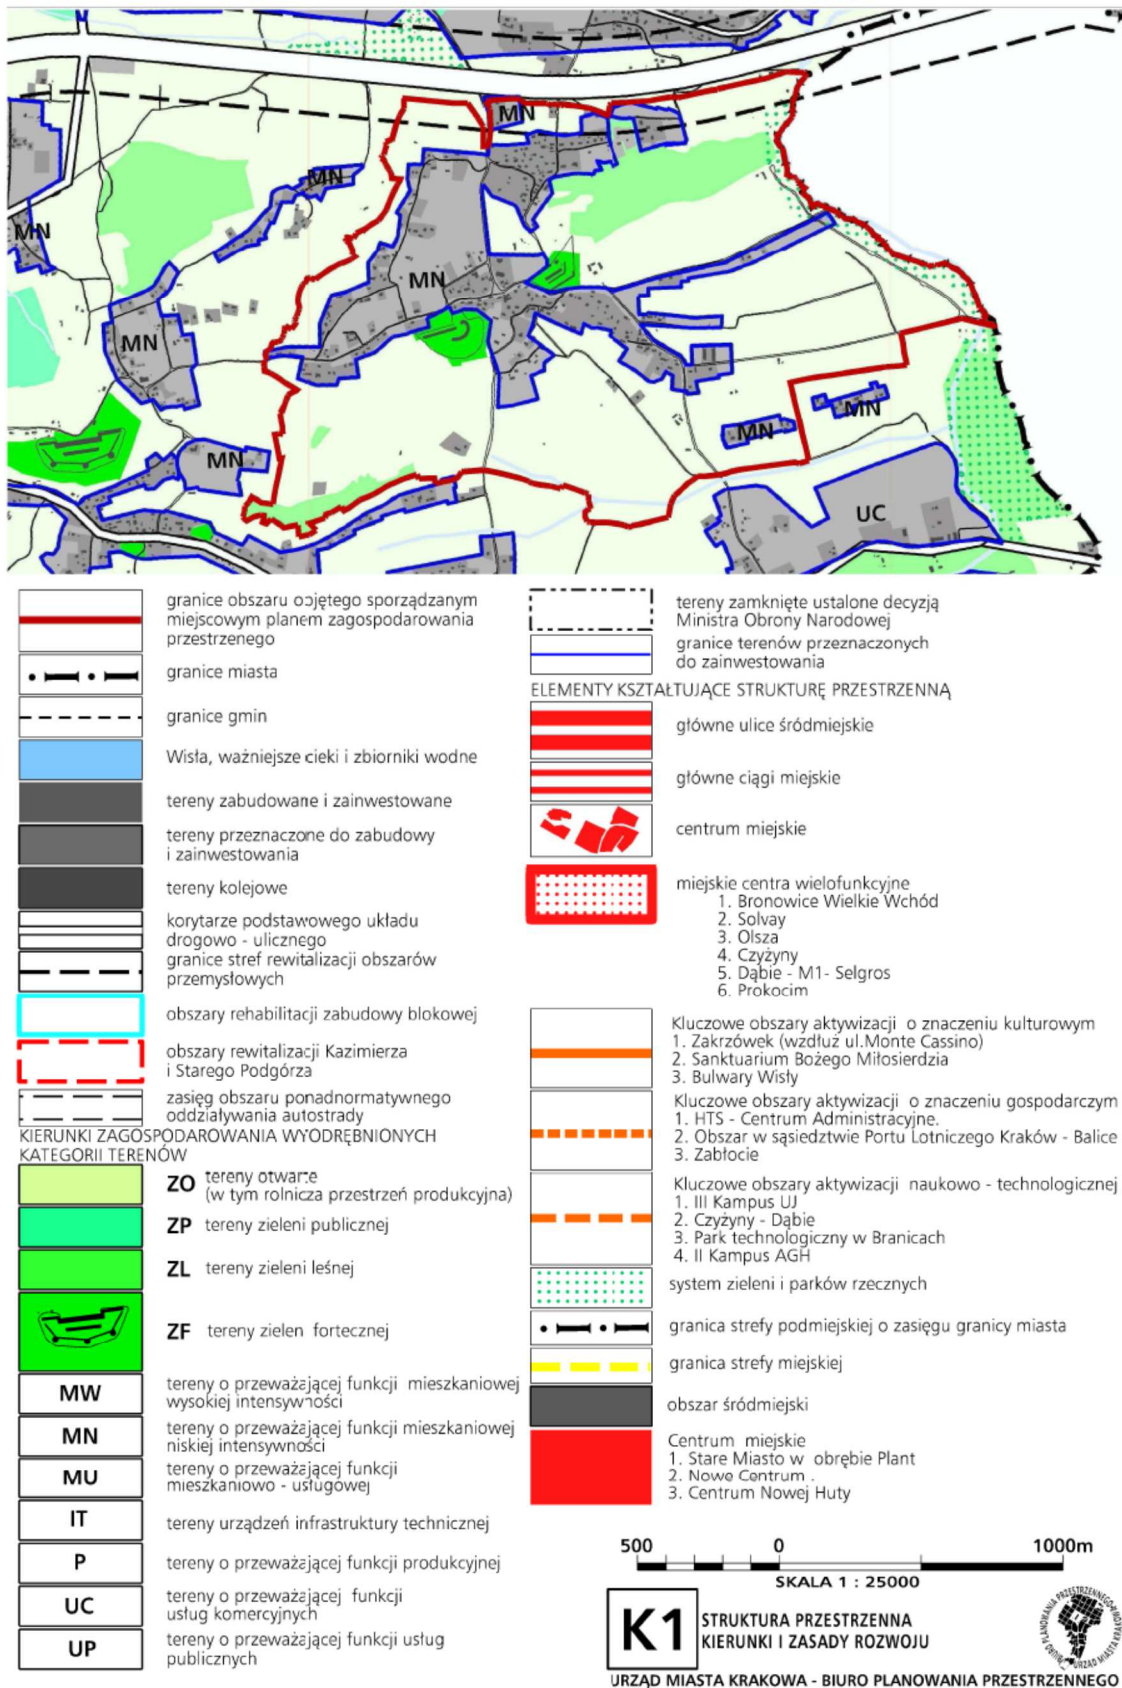 MN
MN
MN
MN
MN
MN
MN
MN
UC
granice obszaru objętego sporządzanym
miejscowym planem zagospodarowania
przestrzenego
granice miasta
granice gmin
Wisła, ważniejsze cieki i zbiorniki wodne
tereny zabudowane i zainwestowane
tereny przeznaczone do zabudowy
i zainwestowania
tereny kolejowe
korytarze podstawowego układu
drogowo - ulicznego
granice stref rewitalizacji obszarów
przemysłowych
obszary rehabilitacji zabudowy blokowej
obszary rewitalizacji Kazimierza
i Starego Podgórza
zasięg obszaru ponadnormatywnego
oddziaływania autostrady
KIERUNKI ZAGOSPODAROWANIA WYODRĘBNIONYCH
KATEGORII TERENÓW
ZO tereny otwarte
(w tym rolnicza przestrzeń produkcyjna)
ZP tereny zieleni publicznej
ZL tereny zieleni leśnej
ZF tereny zielen fortecznej
MW tereny o przeważającej funkcji mieszkaniowej
wysokiej intensywności
MN tereny o przeważającej funkcji mieszkaniowej
niskiej intensywności
MU tereny o przeważającej funkcji
mieszkaniowo - usługowej
IT tereny urządzeń infrastruktury technicznej
P tereny o przeważającej funkcji produkcyjnej
UC tereny o przeważającej funkcji
usług komercyjnych
UP tereny o przeważającej funkcji usług
publicznych
tereny zamknięte ustalone decyzją
Ministra Obrony Narodowej
granice terenów przeznaczonych
do zainwestowania
ELEMENTY KSZTAŁTUJĄCE STRUKTURĘ PRZESTRZENNĄ
główne ulice śródmiejskie
główne ciągi miejskie
centrum miejskie
miejskie centra wielofunkcyjne
1. Bronowice Wielkie Wchód
2. Solvay
3. Olsza
4. Czyżyny
5. Dąbie - M1- Selgros
6. Prokocim
Kluczowe obszary aktywizacji o znaczeniu kulturowym
1. Zakrzówek (wzdłuż ul.Monte Cassino)
2. Sanktuarium Bożego Miłosierdzia
3. Bulwary Wisły
Kluczowe obszary aktywizacji o znaczeniu gospodarczym
1. HTS - Centrum Administracyjne.
2. Obszar w sąsiedztwie Portu Lotniczego Kraków - Balice
3. Zabłocie
Kluczowe obszary aktywizacji naukowo - technologicznej
1. III Kampus UJ
2. Czyżyny - Dąbie
3. Park technologiczny w Branicach
4. II Kampus AGH
system zieleni i parków rzecznych
granica strefy podmiejskiej o zasięgu granicy miasta
granica strefy miejskiej
obszar śródmiejski
Centrum miejskie
1. Stare Miasto w obrębie Plant
2. Nowe Centrum .
3. Centrum Nowej Huty
500 0 1000m
SKALA 1 : 25000
K1
STRUKTURA PRZESTRZENNA
KIERUNKI I ZASADY ROZWOJU
URZĄD MIASTA KRAKOWA - BIURO PLANOWANIA PRZESTRZENNEGO